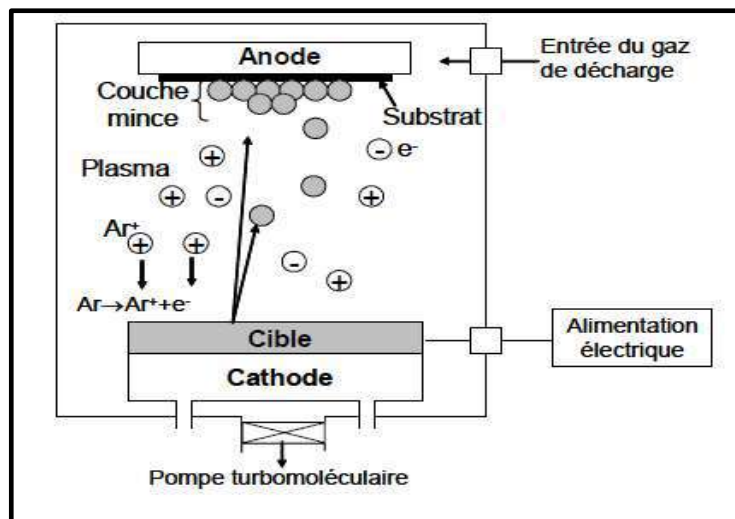 Anode
Entrée du gaz
de décharge
Couche
mince
Substrat
Plasma
+
- e⁻
+
-
+
Ar⁺
+
+
-
+
Ar→Ar⁺+e⁻
Cible
Alimentation
électrique
Cathode
Pompe turbomoléculaire